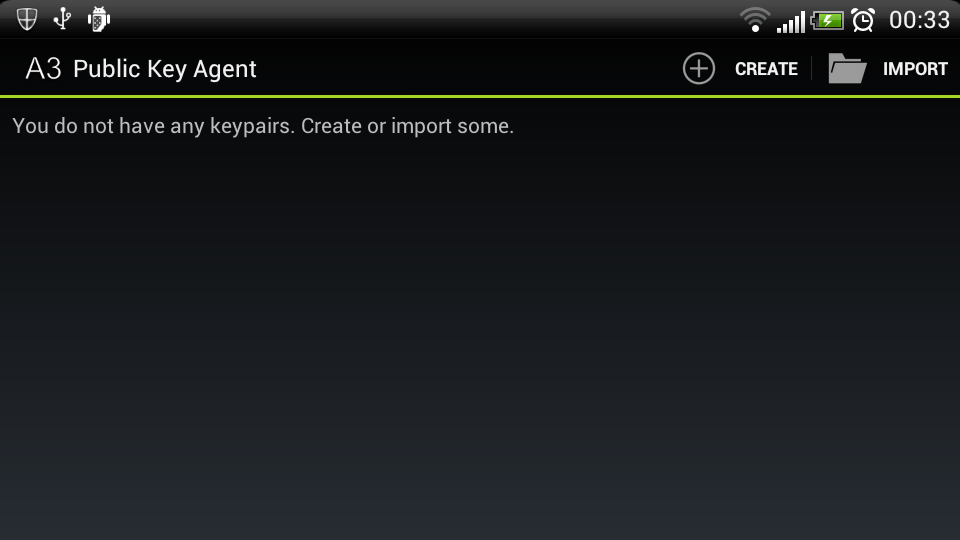 00:33
A3 Public Key Agent
CREATE
IMPORT
You do not have any keypairs. Create or import some.